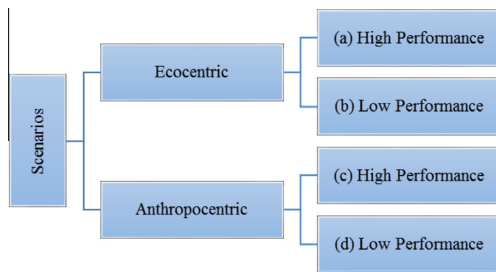 Scenarios
Ecocentric
(a) High Performance
(b) Low Performance
Anthropocentric
(c) High Performance
(d) Low Performance